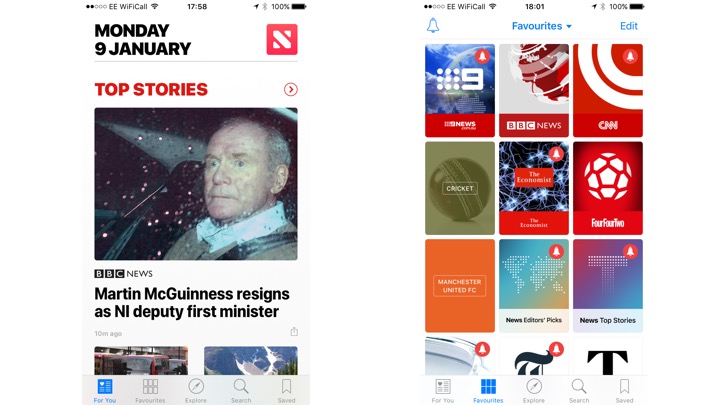 EE WiFiCall 17:58 100%
MONDAY
9 JANUARY
TOP STORIES
BBC NEWS
Martin McGuinness resigns
as NI deputy first minister
10m ago
For You Favourites Explore Search Saved
EE WiFiCall 18:01 100%
Favourites Edit
9
9NEWS
.com.au
BBC NEWS
CNN
CRICKET
The
Economist
The
Economist
FourFourTwo
MANCHESTER
UNITED FC
News Editors' Picks
T
News Top Stories
T
T
For You Favourites Explore Search Saved